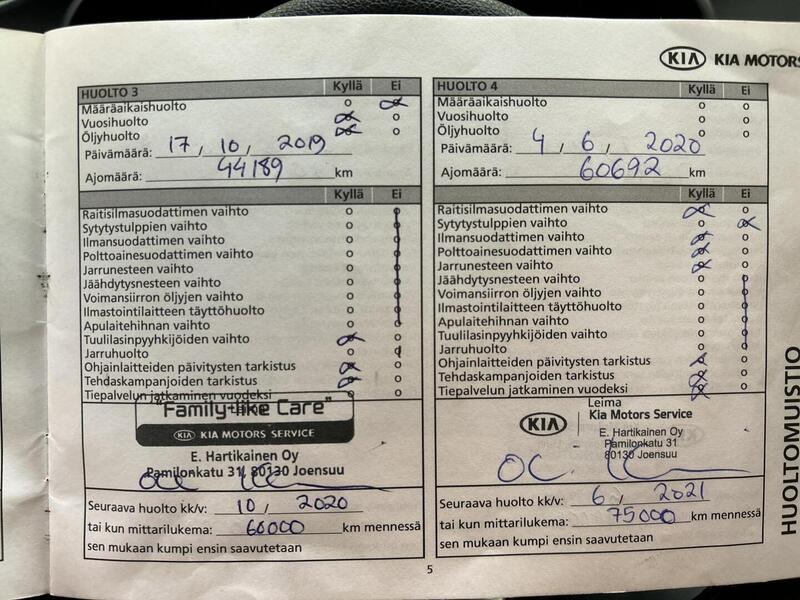 KIA KIA MOTORS
HUOLTO 3 Kyllä Ei
Määräaikaishuolto
Vuosihuolto
Öljyhuolto
Päivämäärä: 17, 10, 2019
Ajomäärä: 44189 km
Kyllä Ei
Raitisilmasuodattimen vaihto
Sytytystulppien vaihto
Ilmansuodattimen vaihto
Polttoainesuodattimen vaihto
Jarrunesteen vaihto
Jäähdytysnesteen vaihto
Voimansiirron öljyjen vaihto
Ilmastointilaitteen täyttöhuolto
Apulaitehihnan vaihto
Tuulilasinpyyhkijöiden vaihto
Jarruhuolto
Ohjainlaitteiden päivitysten tarkistus
Tehdaskampanjoiden tarkistus
Tiepalvelun jatkaminen vuodeksi
"Family-like Care"
KIA KIA MOTORS SERVICE
E. Hartikainen Oy
Pamilonkatu 31, 80130 Joensuu
Seuraava huolto kk/v: 10, 2020
tai kun mittarilukema: 66000 km mennessä
sen mukaan kumpi ensin saavutetaan
HUOLTO 4 Kyllä Ei
Määräaikaishuolto
Vuosihuolto
Öljyhuolto
Päivämäärä: 4, 6, 2020
Ajomäärä: 60692 km
Kyllä Ei
Raitisilmasuodattimen vaihto
Sytytystulppien vaihto
Ilmansuodattimen vaihto
Polttoainesuodattimen vaihto
Jarrunesteen vaihto
Jäähdytysnesteen vaihto
Voimansiirron öljyjen vaihto
Ilmastointilaitteen täyttöhuolto
Apulaitehihnan vaihto
Tuulilasinpyyhkijöiden vaihto
Jarruhuolto
Ohjainlaitteiden päivitysten tarkistus
Tehdaskampanjoiden tarkistus
Tiepalvelun jatkaminen vuodeksi
Leima
KIA Kia Motors Service
E. Hartikainen Oy
Pamilonkatu 31
80130 Joensuu
Seuraava huolto kk/v: 6, 2021
tai kun mittarilukema: 75000 km mennessä
sen mukaan kumpi ensin saavutetaan
5
HUOLTOMUISTIO